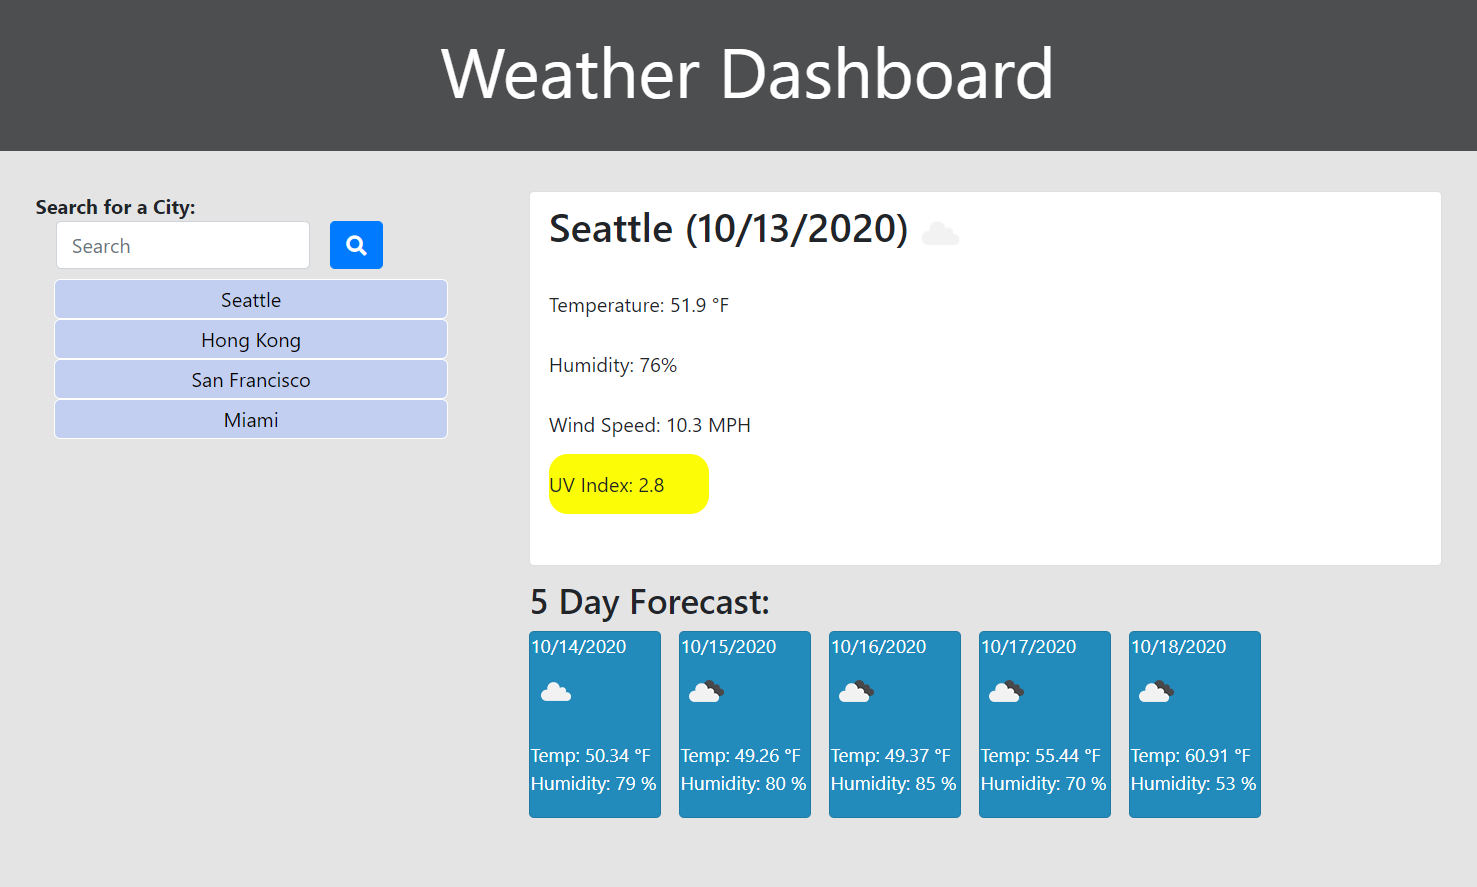 Weather Dashboard
Search for a City:
Search
Seattle
Hong Kong
San Francisco
Miami
Seattle (10/13/2020)
Temperature: 51.9 °F
Humidity: 76%
Wind Speed: 10.3 MPH
UV Index: 2.8
5 Day Forecast:
10/14/2020
Temp: 50.34 °F
Humidity: 79 %
10/15/2020
Temp: 49.26 °F
Humidity: 80 %
10/16/2020
Temp: 49.37 °F
Humidity: 85 %
10/17/2020
Temp: 55.44 °F
Humidity: 70 %
10/18/2020
Temp: 60.91 °F
Humidity: 53 %